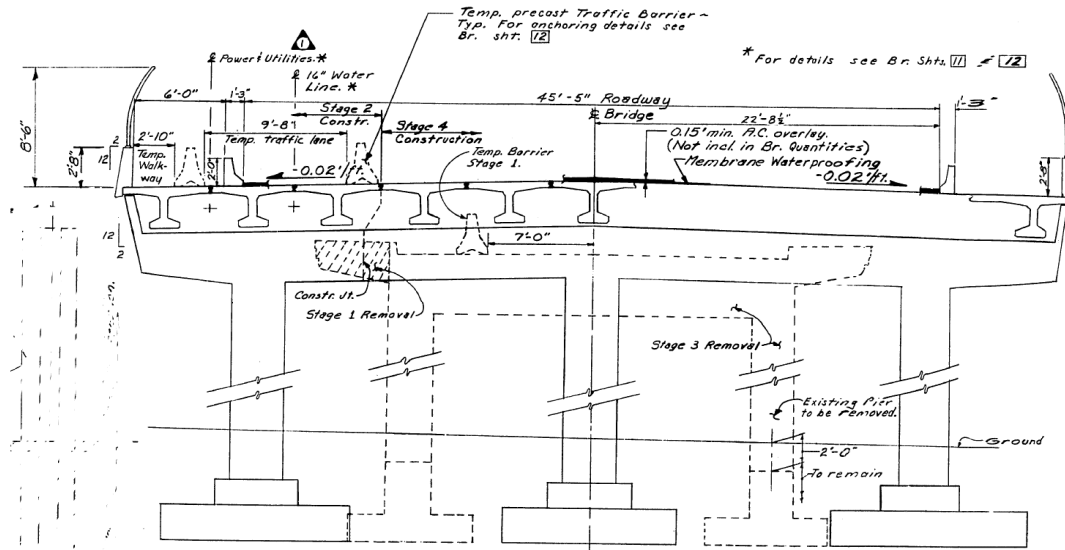 Temp. precast Traffic Barrier ~
Typ. For anchoring details see
Br. sht. 12
1
℄ Power & Utilities.*
℄ 16" Water
Line. *
* For details see Br. Shts. 11 & 12
8'-6"
6'-0"
1'-3"
45'-5" Roadway
1'-3"
Stage 2
Constr.
℄ Bridge
22'-8½"
2'-10"
9'-8"
Temp. traffic lane
Stage 4
Construction
0.15' min. A.C. overlay.
(Not incl. in Br. Quantities)
Membrane Waterproofing
2
12
2'-8"
Temp.
Walk-
way
2'-0"
-0.02'/ft.
Temp. Barrier
Stage 1.
-0.02'/ft.
2'-8"
12
2
7'-0"
Constr. Jt.
Stage 1 Removal
Stage 3 Removal
Existing Pier
to be removed.
Ground
2'-0"
To remain